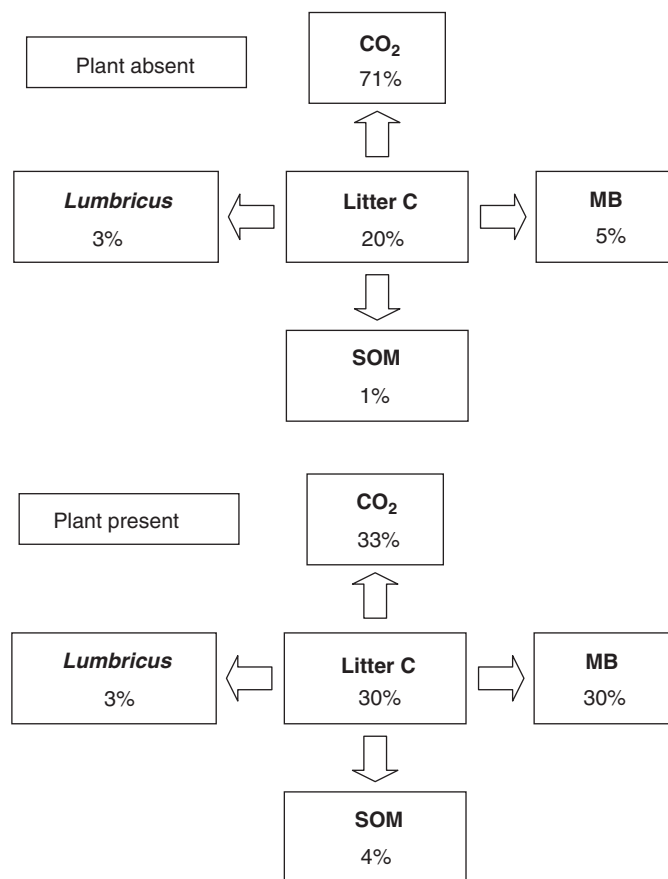 Plant absent
CO₂
71%
Lumbricus
3%
Litter C
20%
MB
5%
SOM
1%
Plant present
CO₂
33%
Lumbricus
3%
Litter C
30%
MB
30%
SOM
4%